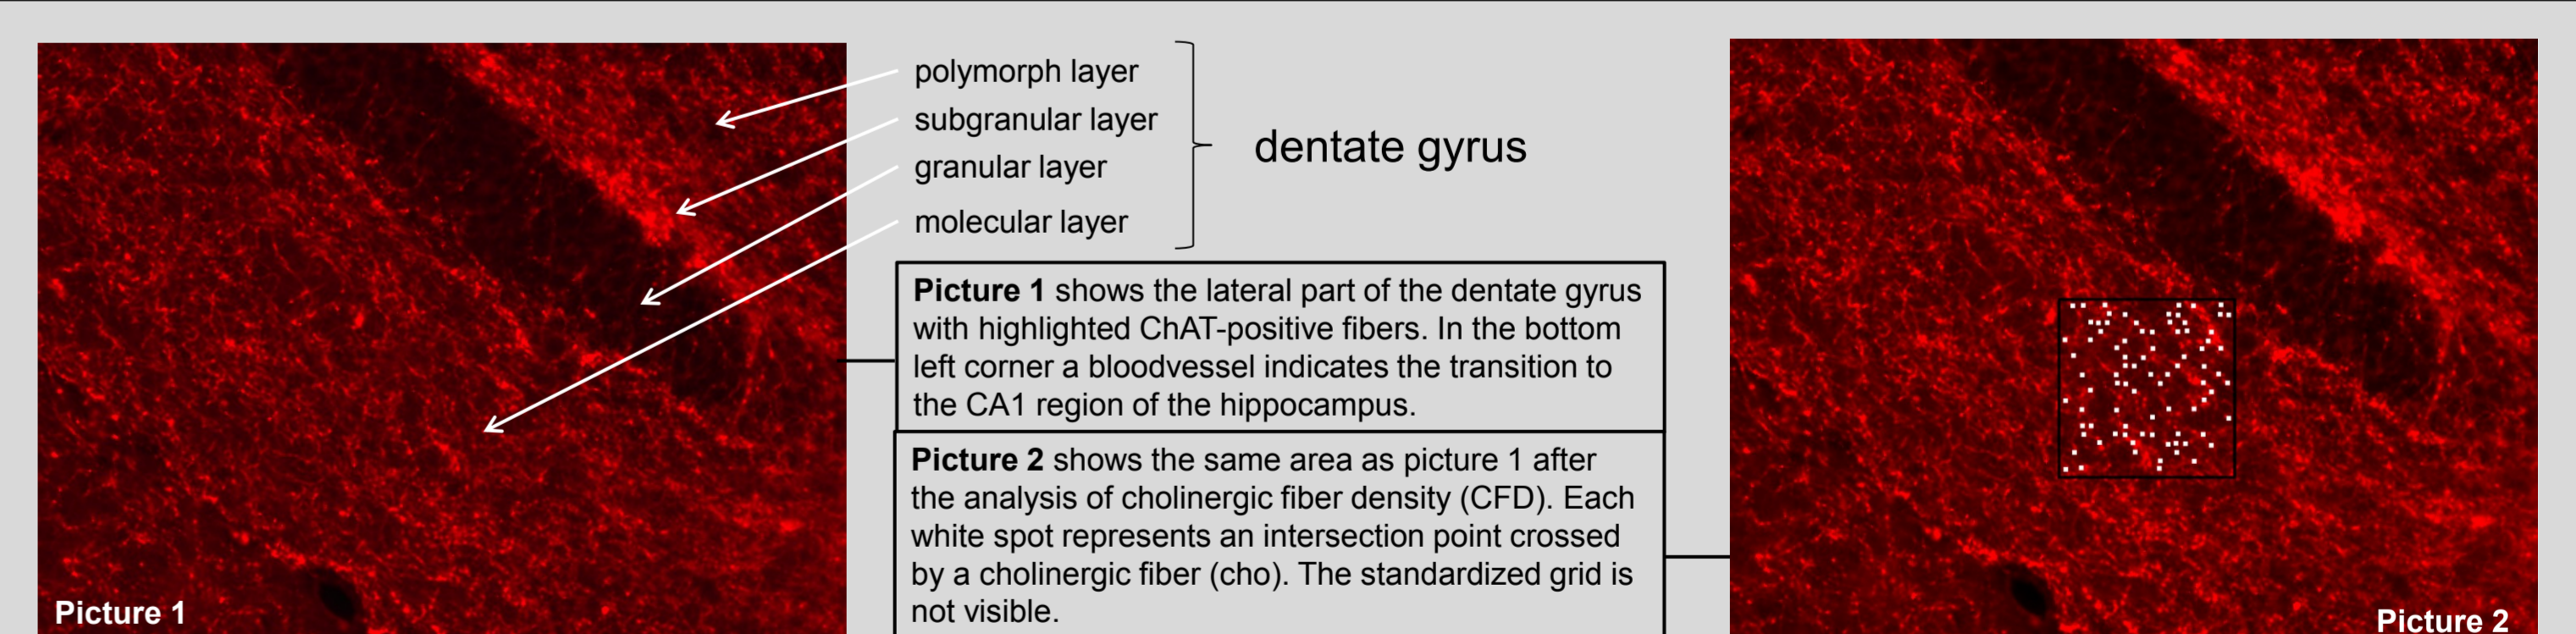 polymorph layer
subgranular layer
granular layer
molecular layer
dentate gyrus
Picture 1 shows the lateral part of the dentate gyrus
with highlighted ChAT-positive fibers. In the bottom
left corner a bloodvessel indicates the transition to
the CA1 region of the hippocampus.
Picture 2 shows the same area as picture 1 after
the analysis of cholinergic fiber density (CFD). Each
white spot represents an intersection point crossed
by a cholinergic fiber (cho). The standardized grid is
not visible.
Picture 1
Picture 2